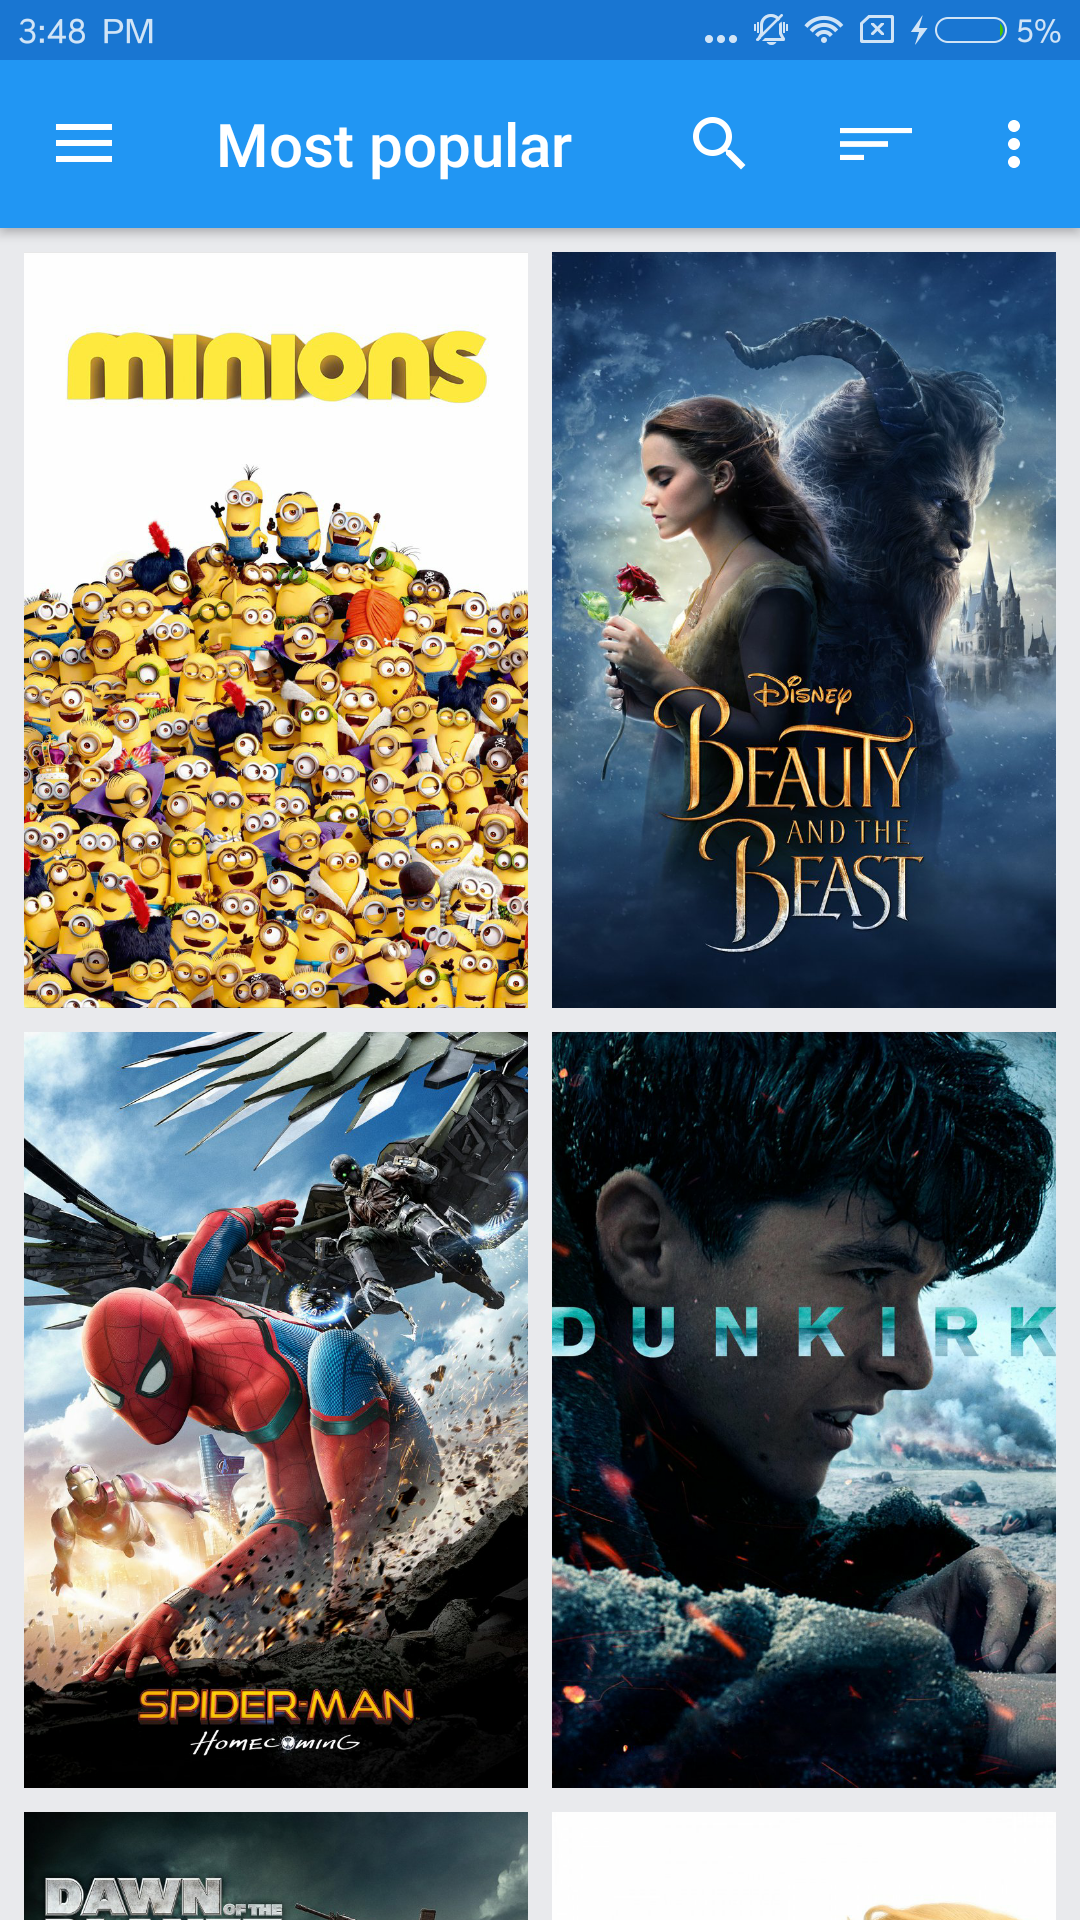 3:48 PM
5%
Most popular
minions
Disney
BEAUTY
AND THE
BEAST
SPIDER-MAN
HOMECOMING
DUNKIRK
DAWN OF THE